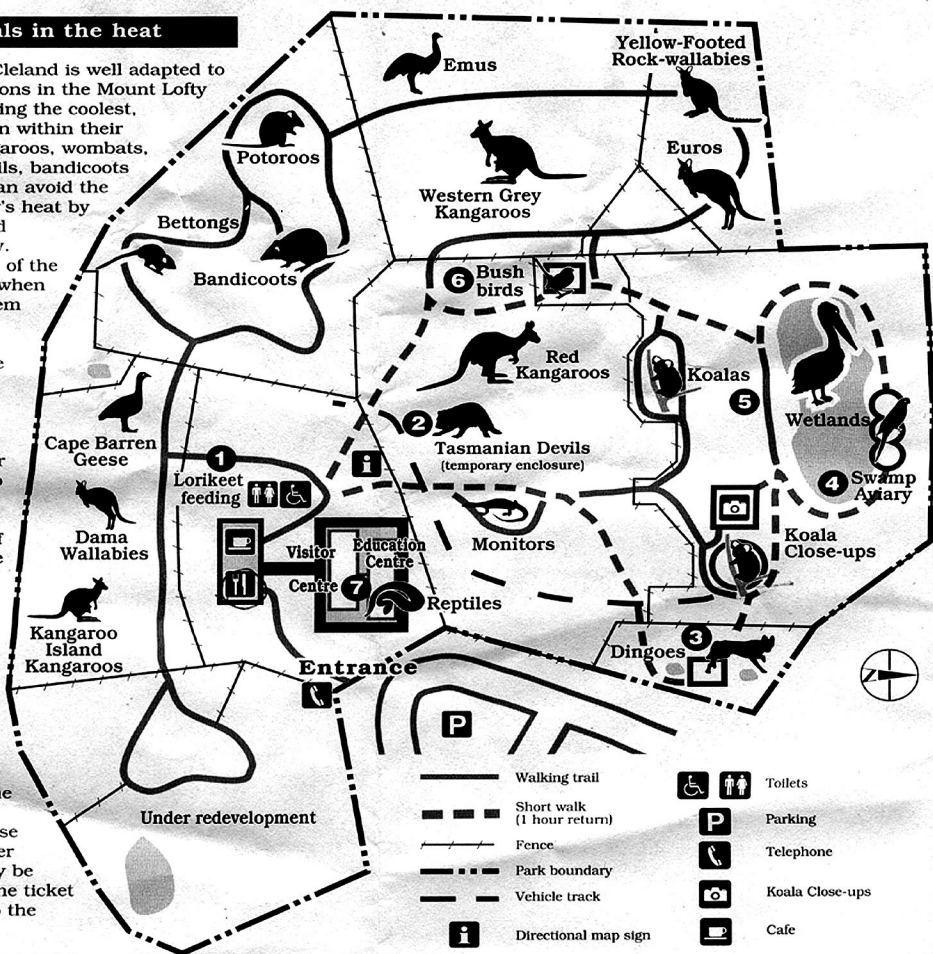 als in the heat
Cleland is well adapted to
ons in the Mount Lofty
ing the coolest,
n within their
aroos, wombats,
ls, bandicoots
an avoid the
r's heat by
d
y.
of the
when
em
e
r
f
e
se
er
y be
he ticket
the
Emus
Yellow-Footed
Rock-wallabies
Potoroos
Euros
Western Grey
Kangaroos
Bettongs
Bandicoots
6 Bush
birds
Red
Kangaroos
Koalas
5
Wetlands
Cape Barren
Geese
2
Tasmanian Devils
(temporary enclosure)
1
Lorikeet
feeding
i
4 Swamp
Aviary
Dama
Wallabies
Monitors
Koala
Close-ups
Visitor
Centre
Education
Centre
7
Reptiles
Kangaroo
Island
Kangaroos
3
Dingoes
Entrance
Z
P
Under redevelopment
Walking trail
Short walk
(1 hour return)
Fence
Park boundary
Vehicle track
i Directional map sign
Toilets
P Parking
Telephone
Koala Close-ups
Cafe